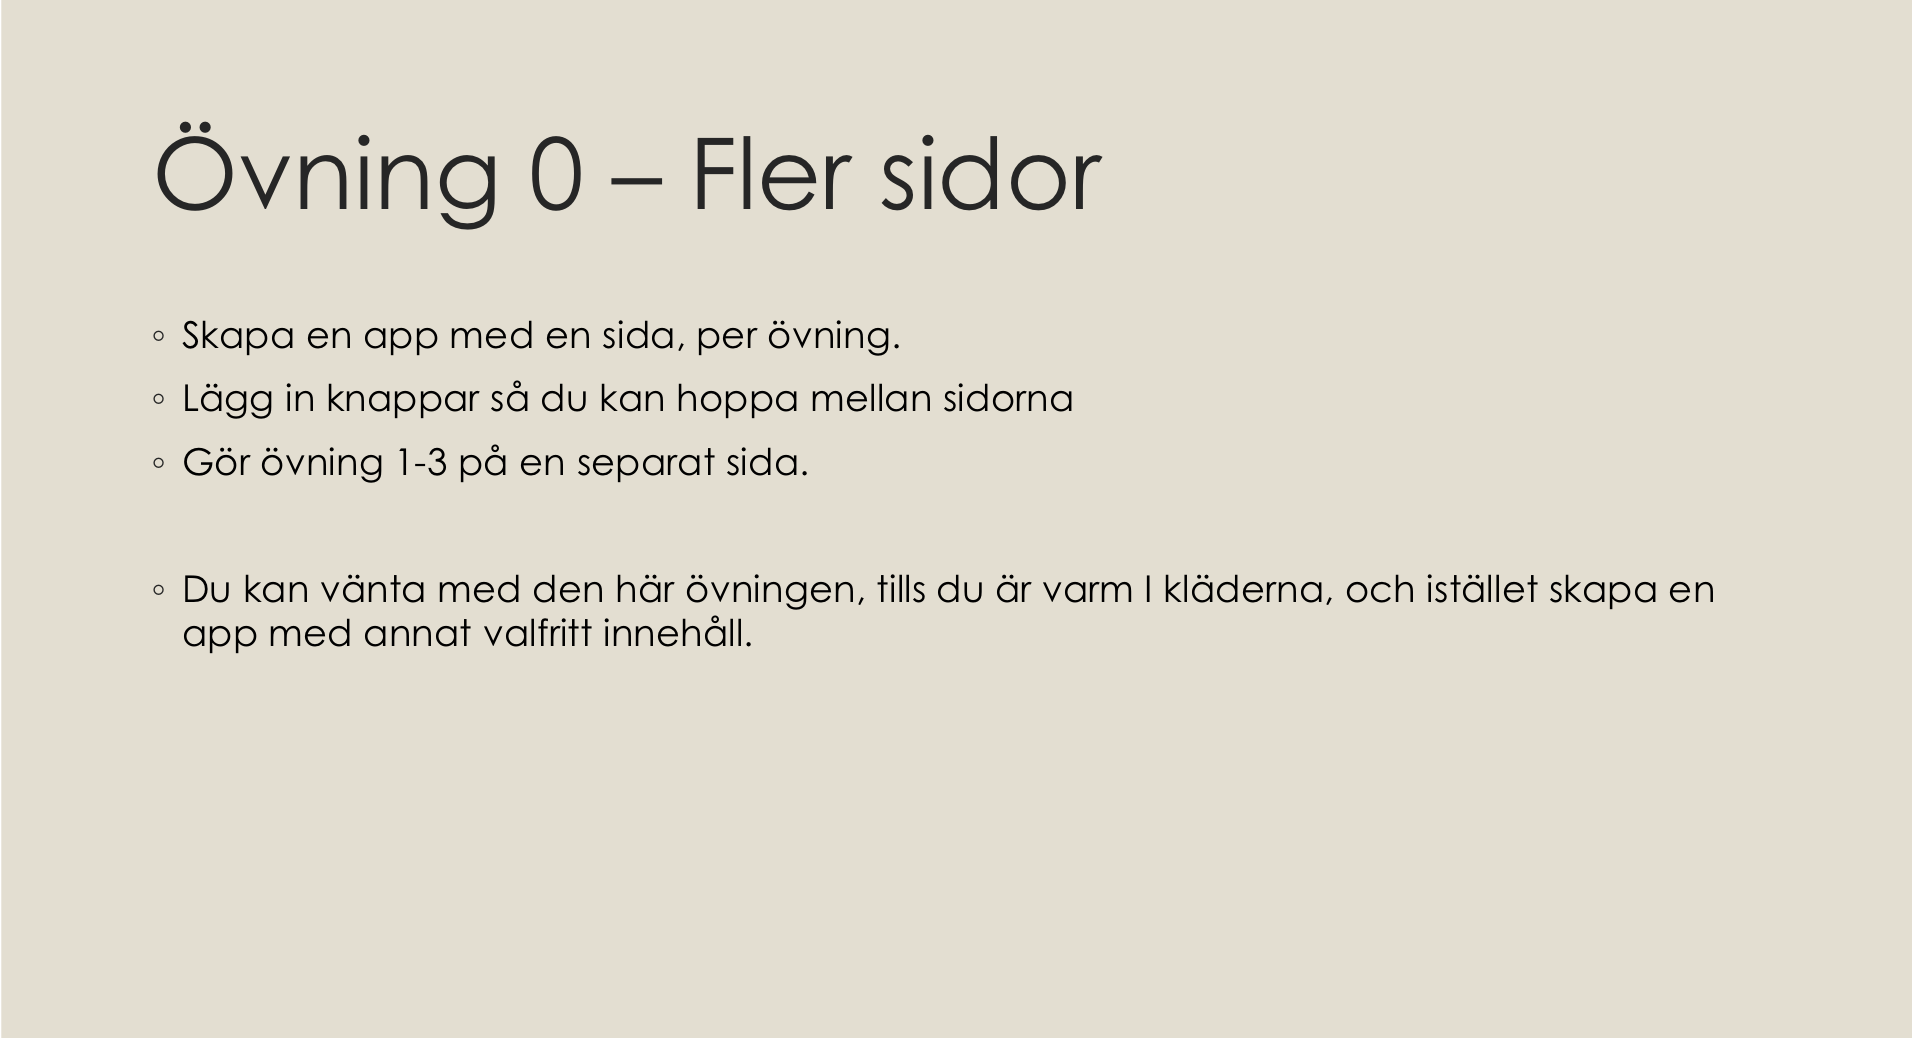 Övning 0 – Fler sidor
◦ Skapa en app med en sida, per övning.
◦ Lägg in knappar så du kan hoppa mellan sidorna
◦ Gör övning 1-3 på en separat sida.
◦ Du kan vänta med den här övningen, tills du är varm I kläderna, och istället skapa en
app med annat valfritt innehåll.